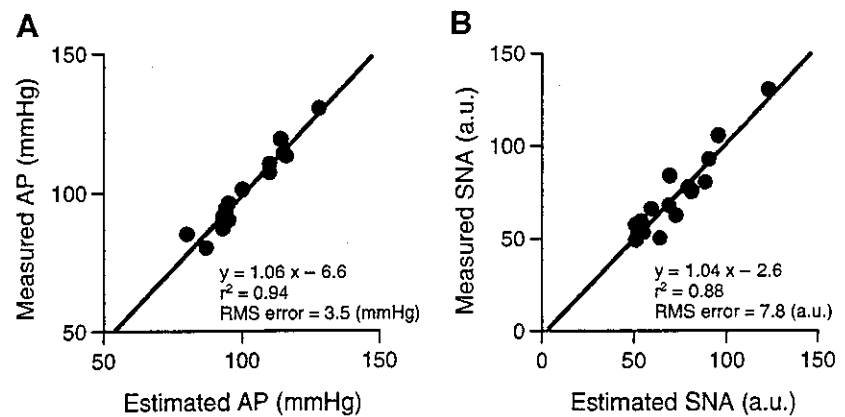 A
B
150
100
50
50
100
150
Measured AP (mmHg)
Estimated AP (mmHg)
y = 1.06 x − 6.6
r² = 0.94
RMS error = 3.5 (mmHg)
150
100
50
0
0
50
100
150
Measured SNA (a.u.)
Estimated SNA (a.u.)
y = 1.04 x − 2.6
r² = 0.88
RMS error = 7.8 (a.u.)